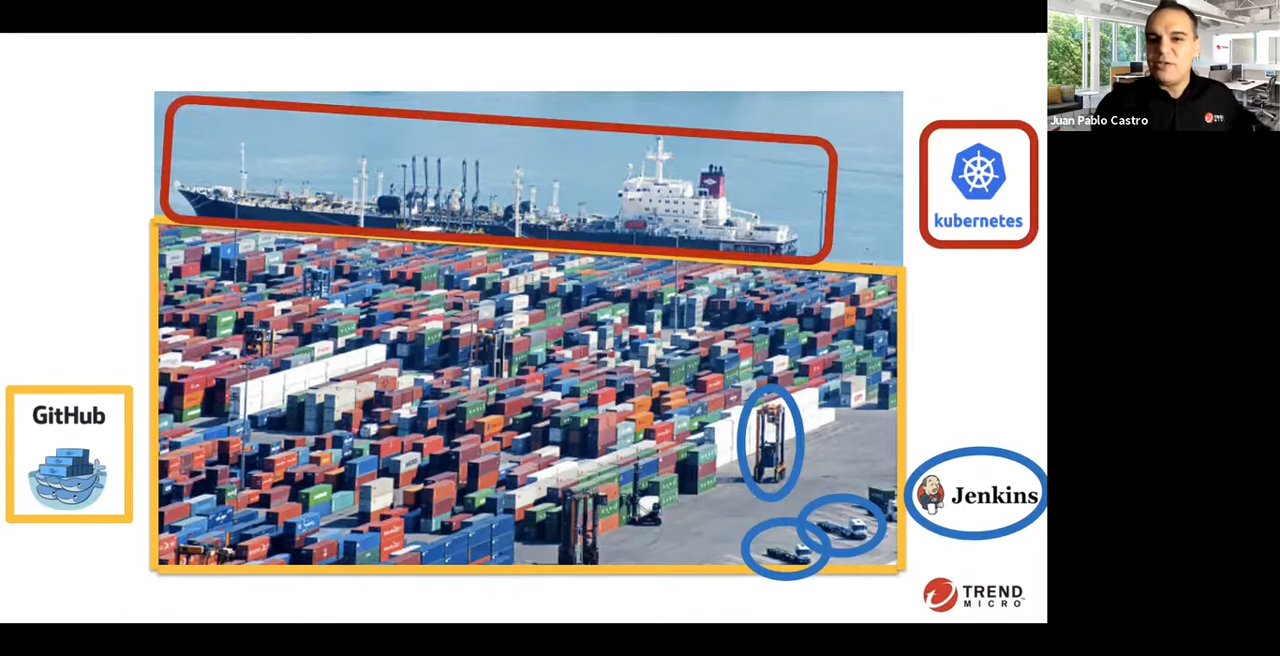 Juan Pablo Castro
kubernetes
GitHub
Jenkins
TREND
MICRO